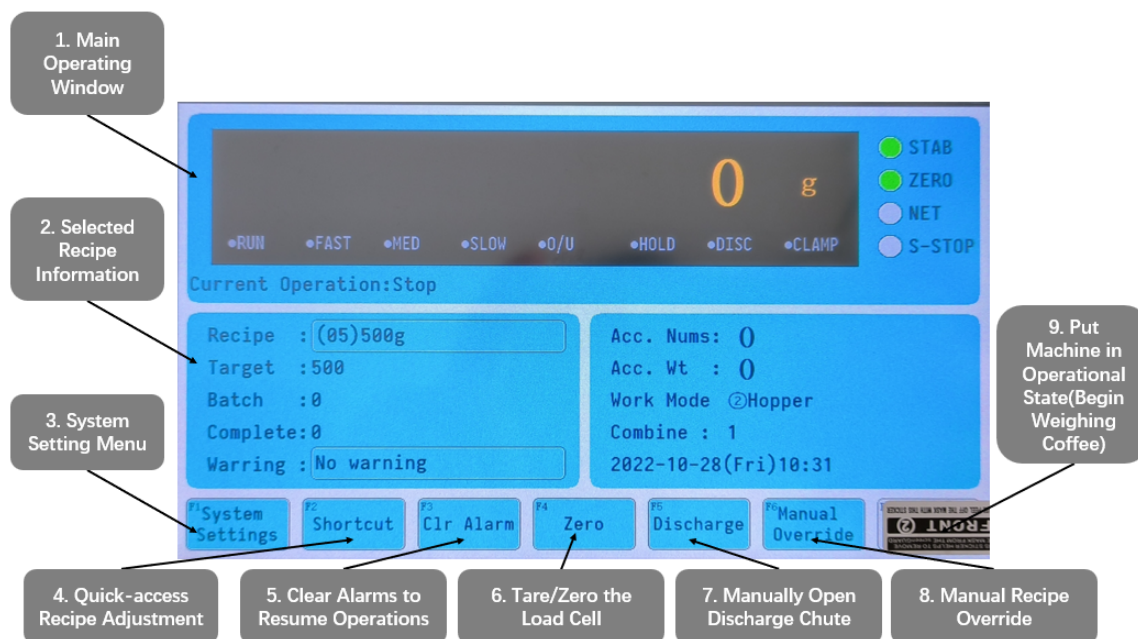 1. Main
Operating
Window
0 g
●RUN ●FAST ●MED ●SLOW ●O/U ●HOLD ●DISC ●CLAMP
STAB
ZERO
NET
S-STOP
Current Operation:Stop
2. Selected
Recipe
Information
Recipe :(05)500g
Target :500
Batch :0
Complete:0
Warring :No warning
Acc. Nums: 0
Acc. Wt : 0
Work Mode ②Hopper
Combine : 1
2022-10-28(Fri)10:31
9. Put
Machine in
Operational
State(Begin
Weighing
Coffee)
3. System
Setting Menu
F1 System
Settings
F2 Shortcut
F3 Clr Alarm
F4 Zero
F5 Discharge
F6 Manual
Override
FRONT ②
4. Quick-access
Recipe Adjustment
5. Clear Alarms to
Resume Operations
6. Tare/Zero the
Load Cell
7. Manually Open
Discharge Chute
8. Manual Recipe
Override